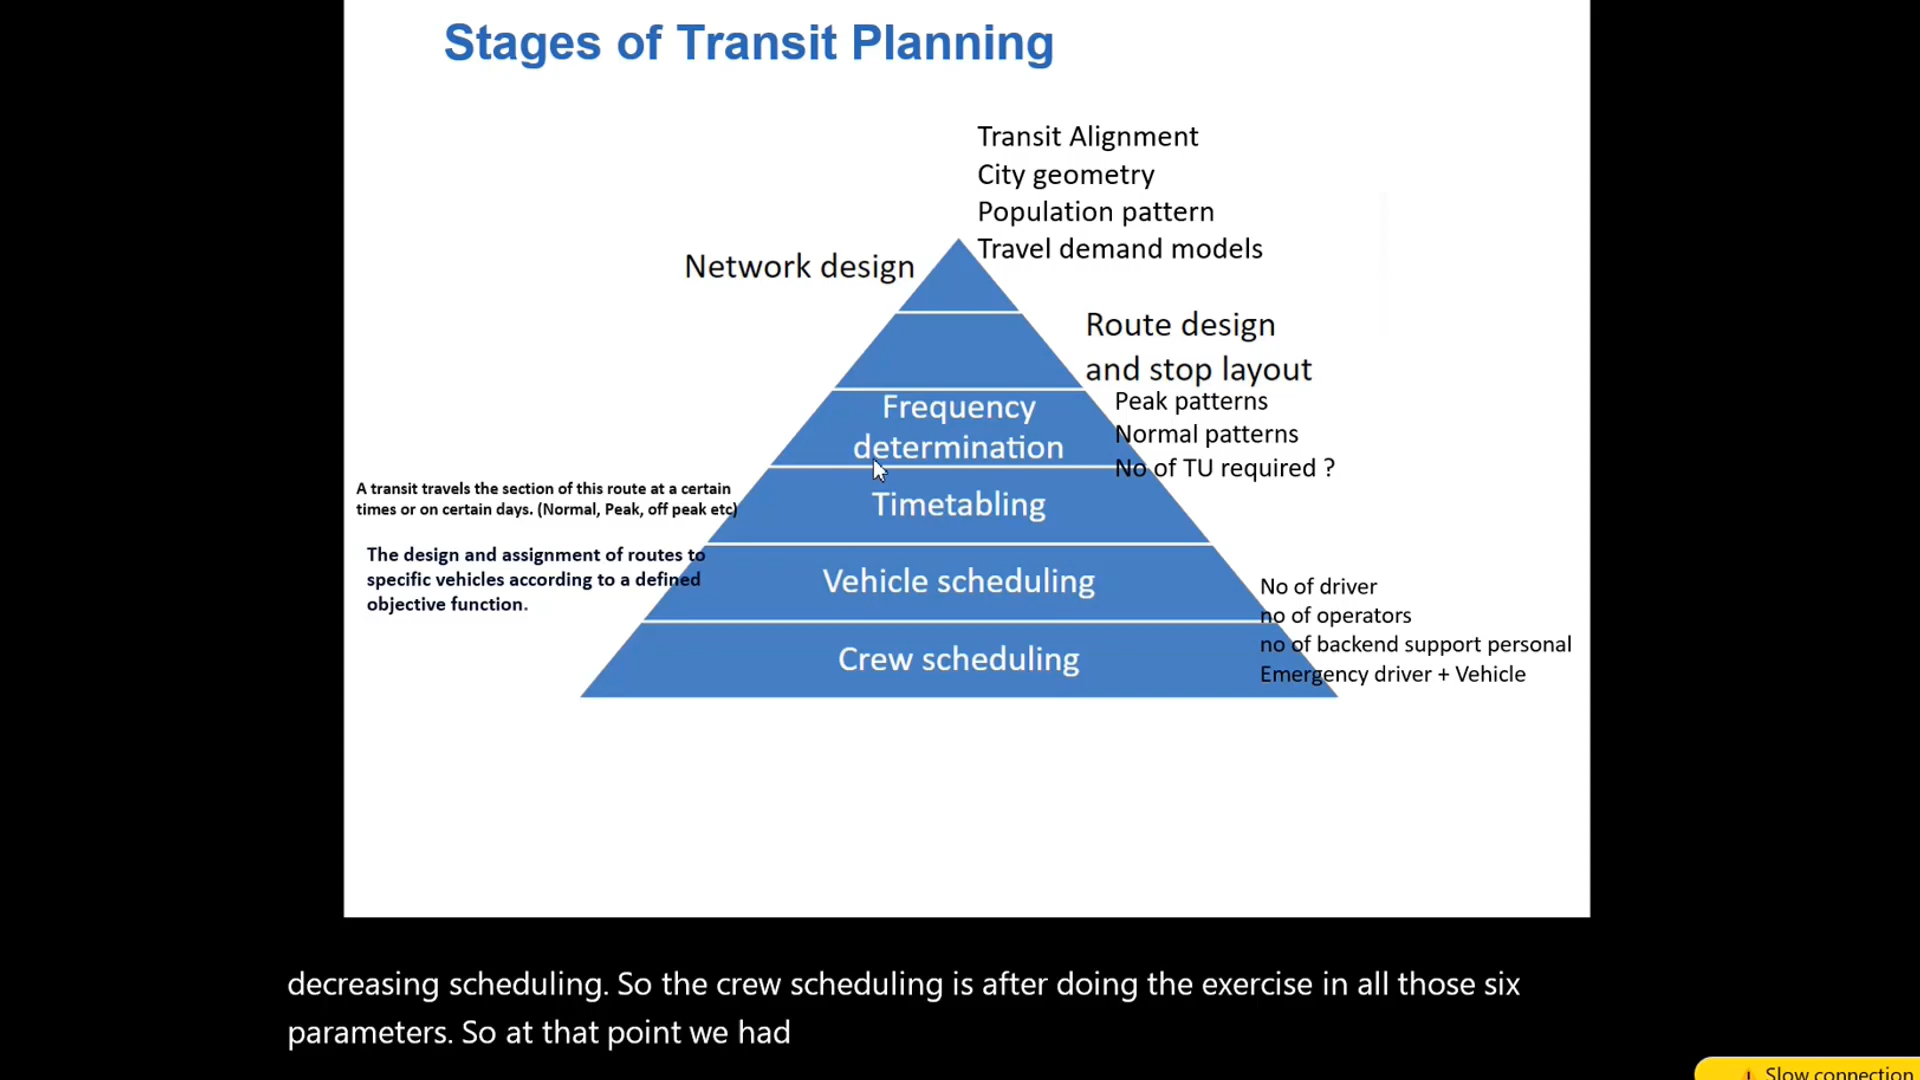 Stages of Transit Planning
Transit Alignment
City geometry
Population pattern
Travel demand models
Network design
Route design
and stop layout
Peak patterns
Normal patterns
No of TU required ?
Frequency
determination
Timetabling
A transit travels the section of this route at a certain
times or on certain days. (Normal, Peak, off peak etc)
The design and assignment of routes to
specific vehicles according to a defined
objective function.
Vehicle scheduling
Crew scheduling
No of driver
no of operators
no of backend support personal
Emergency driver + Vehicle
decreasing scheduling. So the crew scheduling is after doing the exercise in all those six
parameters. So at that point we had
Slow connection